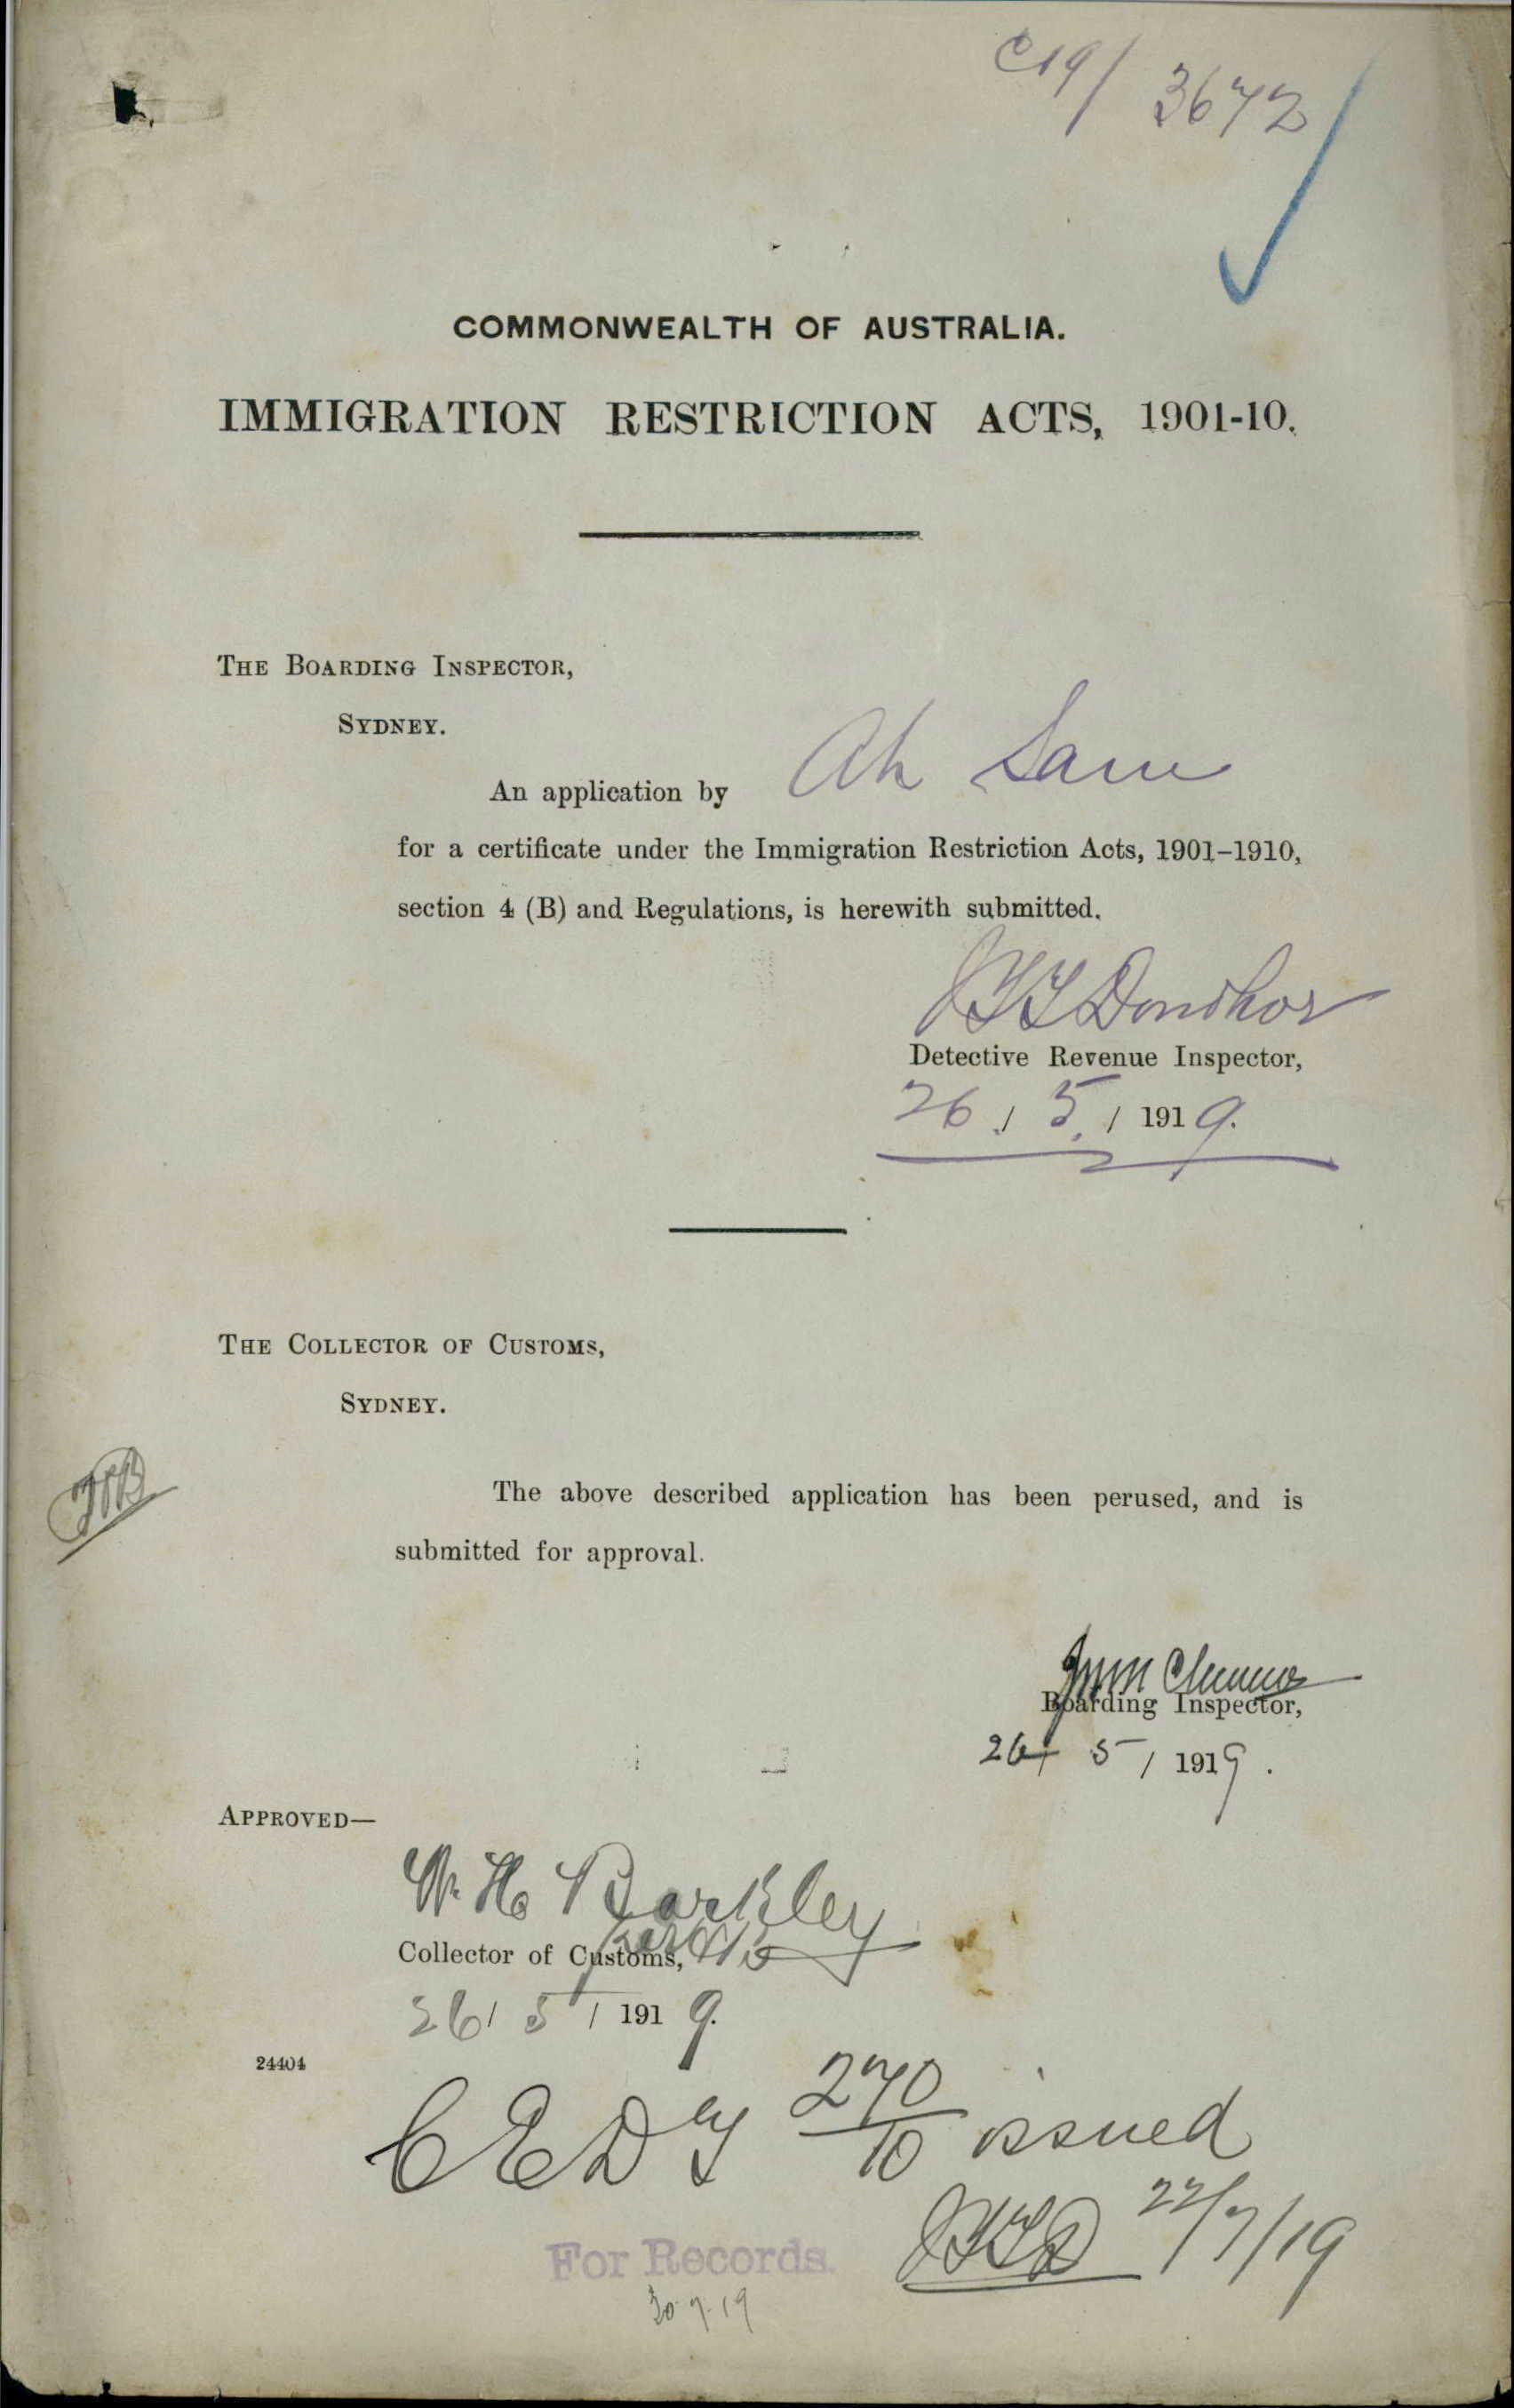 C19/3672
COMMONWEALTH OF AUSTRALIA.
IMMIGRATION RESTRICTION ACTS, 1901-10.
THE BOARDING INSPECTOR,
SYDNEY.
An application by Ah Sam
for a certificate under the Immigration Restriction Acts, 1901-1910,
section 4 (B) and Regulations, is herewith submitted.
Detective Revenue Inspector,
26 / 5 / 1919.
THE COLLECTOR OF CUSTOMS,
SYDNEY.
The above described application has been perused, and is
submitted for approval.
Boarding Inspector,
26/ 5 / 1919.
APPROVED—
W. H. Barkley
Collector of Customs,
26/ 5 / 1919.
24404
CEDT 270/10 issued
22/7/19
For Records.
30.7.19